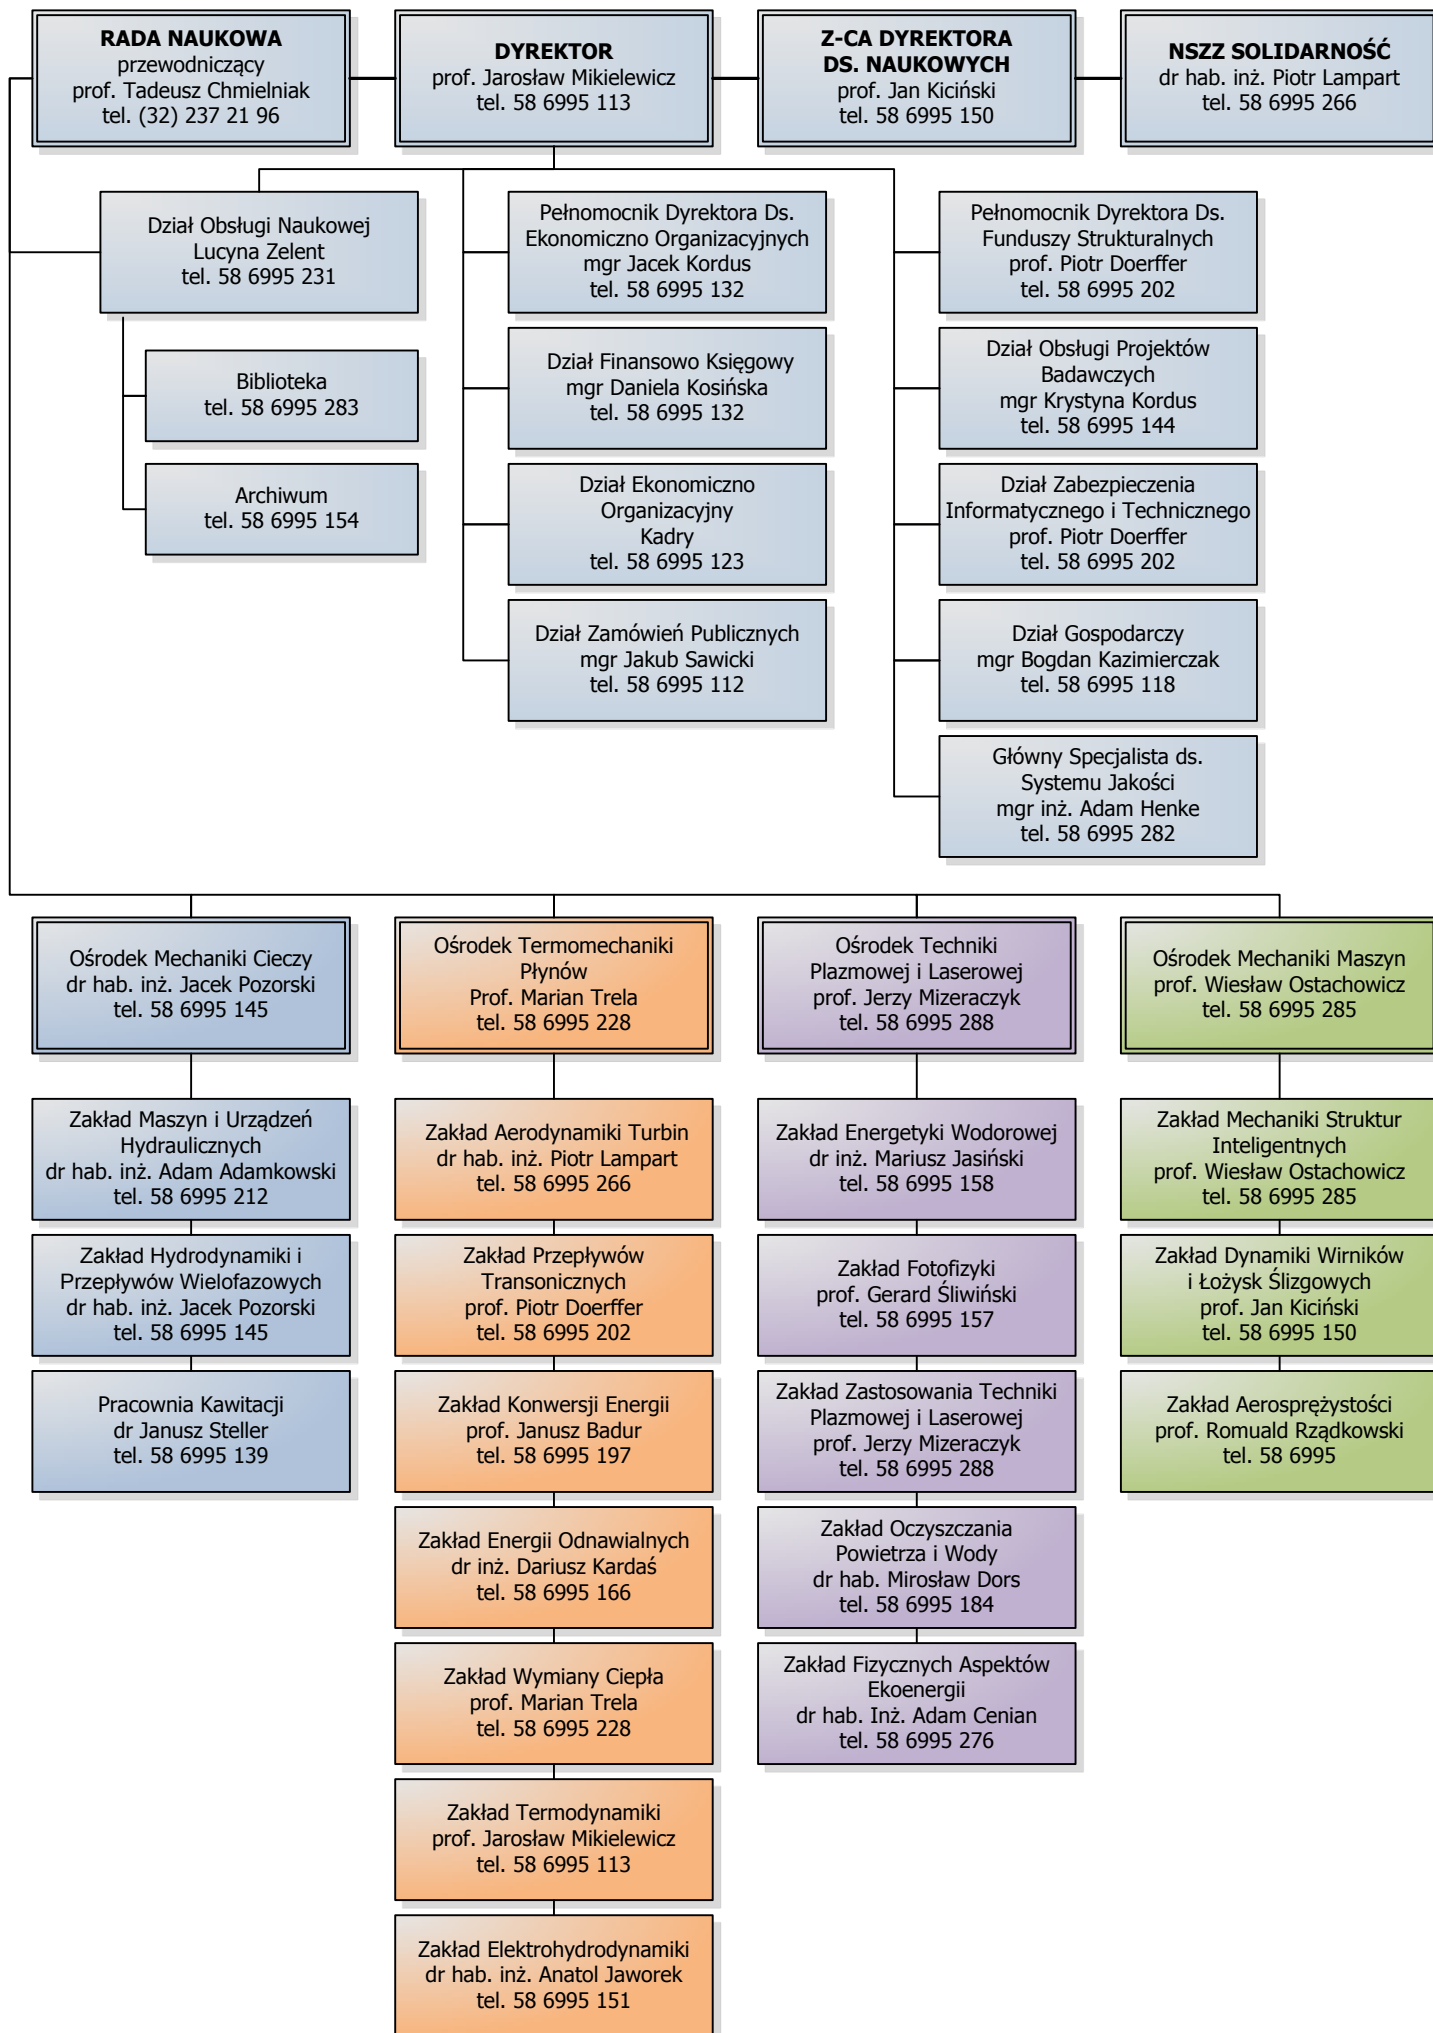 RADA NAUKOWA
przewodniczący
prof. Tadeusz Chmielniak
tel. (32) 237 21 96
DYREKTOR
prof. Jarosław Mikielewicz
tel. 58 6995 113
Z-CA DYREKTORA
DS. NAUKOWYCH
prof. Jan Kiciński
tel. 58 6995 150
NSZZ SOLIDARNOŚĆ
dr hab. inż. Piotr Lampart
tel. 58 6995 266
Dział Obsługi Naukowej
Lucyna Zelent
tel. 58 6995 231
Biblioteka
tel. 58 6995 283
Archiwum
tel. 58 6995 154
Pełnomocnik Dyrektora Ds.
Ekonomiczno Organizacyjnych
mgr Jacek Kordus
tel. 58 6995 132
Dział Finansowo Księgowy
mgr Daniela Kosińska
tel. 58 6995 132
Dział Ekonomiczno
Organizacyjny
Kadry
tel. 58 6995 123
Dział Zamówień Publicznych
mgr Jakub Sawicki
tel. 58 6995 112
Pełnomocnik Dyrektora Ds.
Funduszy Strukturalnych
prof. Piotr Doerffer
tel. 58 6995 202
Dział Obsługi Projektów
Badawczych
mgr Krystyna Kordus
tel. 58 6995 144
Dział Zabezpieczenia
Informatycznego i Technicznego
prof. Piotr Doerffer
tel. 58 6995 202
Dział Gospodarczy
mgr Bogdan Kazimierczak
tel. 58 6995 118
Główny Specjalista ds.
Systemu Jakości
mgr inż. Adam Henke
tel. 58 6995 282
Ośrodek Mechaniki Cieczy
dr hab. inż. Jacek Pozorski
tel. 58 6995 145
Zakład Maszyn i Urządzeń
Hydraulicznych
dr hab. inż. Adam Adamkowski
tel. 58 6995 212
Zakład Hydrodynamiki i
Przepływów Wielofazowych
dr hab. inż. Jacek Pozorski
tel. 58 6995 145
Pracownia Kawitacji
dr Janusz Steller
tel. 58 6995 139
Ośrodek Termomechaniki
Płynów
Prof. Marian Trela
tel. 58 6995 228
Zakład Aerodynamiki Turbin
dr hab. inż. Piotr Lampart
tel. 58 6995 266
Zakład Przepływów
Transonicznych
prof. Piotr Doerffer
tel. 58 6995 202
Zakład Konwersji Energii
prof. Janusz Badur
tel. 58 6995 197
Zakład Energii Odnawialnych
dr inż. Dariusz Kardaś
tel. 58 6995 166
Zakład Wymiany Ciepła
prof. Marian Trela
tel. 58 6995 228
Zakład Termodynamiki
prof. Jarosław Mikielewicz
tel. 58 6995 113
Zakład Elektrohydrodynamiki
dr hab. inż. Anatol Jaworek
tel. 58 6995 151
Ośrodek Techniki
Plazmowej i Laserowej
prof. Jerzy Mizeraczyk
tel. 58 6995 288
Zakład Energetyki Wodorowej
dr inż. Mariusz Jasiński
tel. 58 6995 158
Zakład Fotofizyki
prof. Gerard Śliwiński
tel. 58 6995 157
Zakład Zastosowania Techniki
Plazmowej i Laserowej
prof. Jerzy Mizeraczyk
tel. 58 6995 288
Zakład Oczyszczania
Powietrza i Wody
dr hab. Mirosław Dors
tel. 58 6995 184
Zakład Fizycznych Aspektów
Ekoenergii
dr hab. Inż. Adam Cenian
tel. 58 6995 276
Ośrodek Mechaniki Maszyn
prof. Wiesław Ostachowicz
tel. 58 6995 285
Zakład Mechaniki Struktur
Inteligentnych
prof. Wiesław Ostachowicz
tel. 58 6995 285
Zakład Dynamiki Wirników
i Łożysk Ślizgowych
prof. Jan Kiciński
tel. 58 6995 150
Zakład Aerosprężystości
prof. Romuald Rządkowski
tel. 58 6995